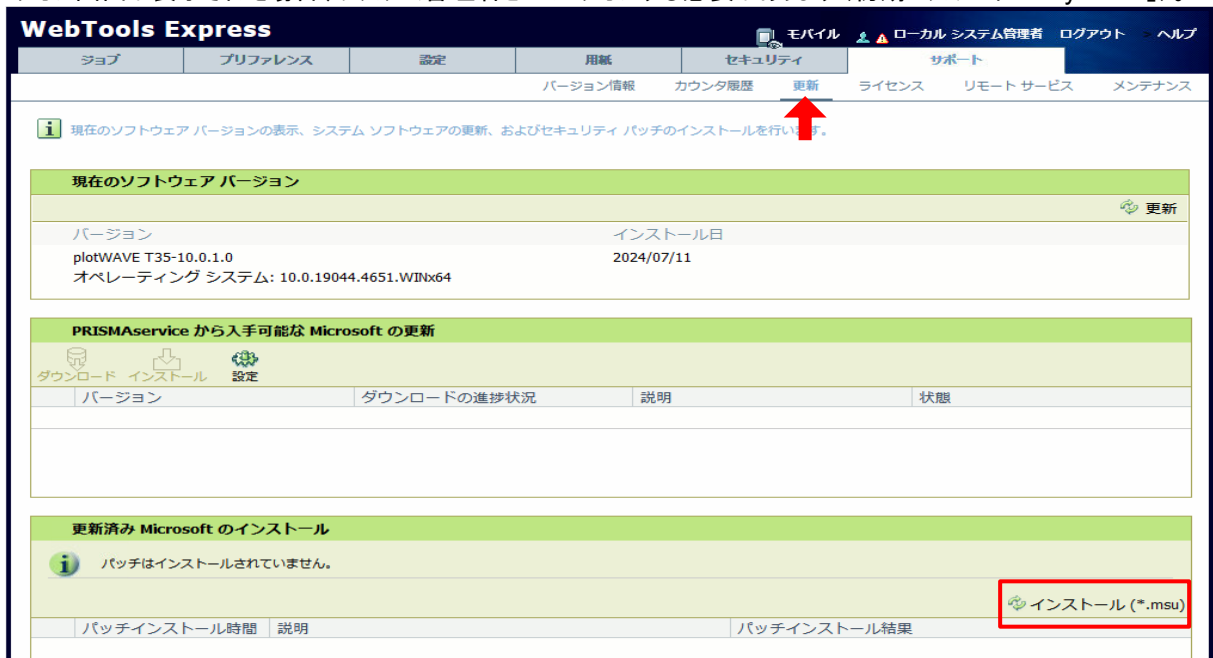 WebTools Express
モバイル ローカル システム管理者 ログアウト ヘルプ
ジョブ プリファレンス 設定 用紙 セキュリティ サポート
バージョン情報 カウンタ履歴 更新 ライセンス リモート サービス メンテナンス
現在のソフトウェア バージョンの表示、システム ソフトウェアの更新、およびセキュリティ パッチのインストールを行います。
現在のソフトウェア バージョン
更新
バージョン インストール日
plotWAVE T35-10.0.1.0 2024/07/11
オペレーティング システム: 10.0.19044.4651.WINx64
PRISMAservice から入手可能な Microsoft の更新
ダウンロード インストール 設定
バージョン ダウンロードの進捗状況 説明 状態
更新済み Microsoft のインストール
パッチはインストールされていません。
インストール (*.msu)
パッチインストール時間 説明 パッチインストール結果